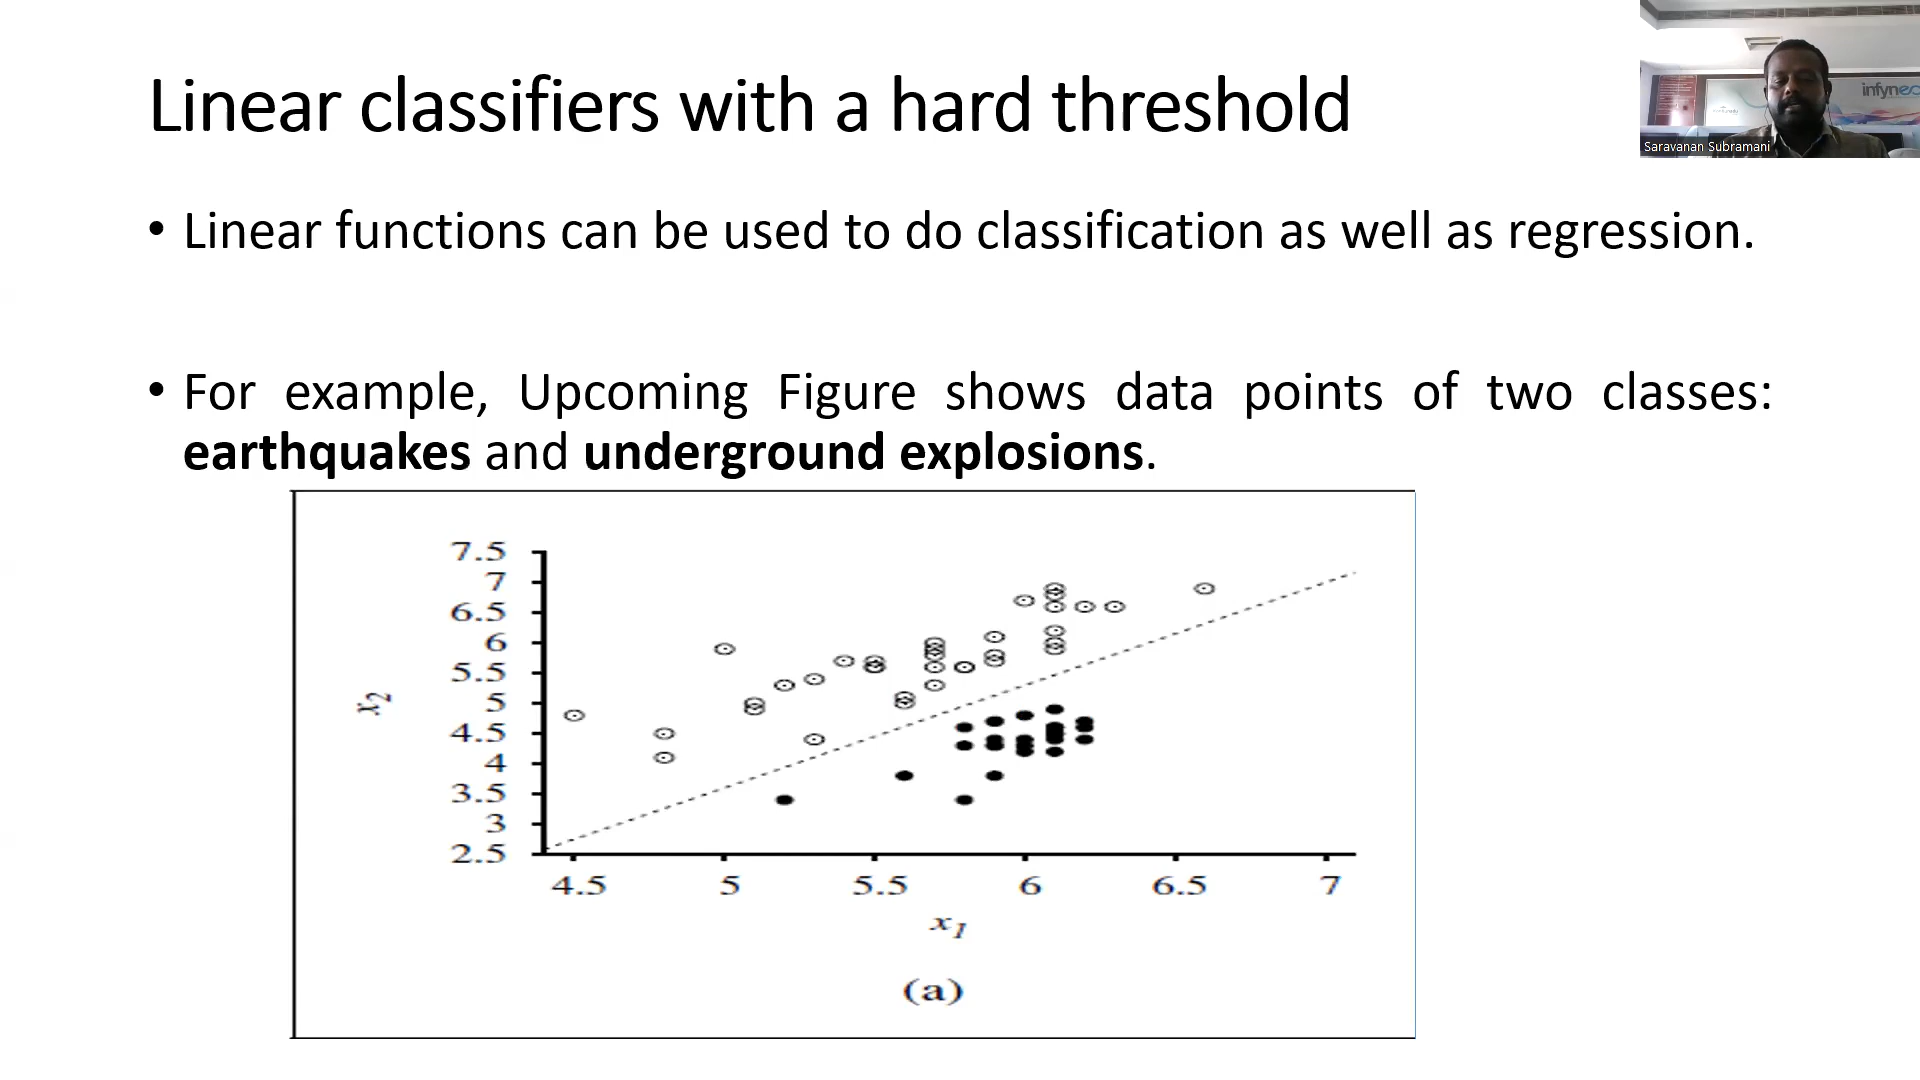 Linear classifiers with a hard threshold
infyneo
Saravanan Subramani
• Linear functions can be used to do classification as well as regression.
• For example, Upcoming Figure shows data points of two classes:
earthquakes and underground explosions.
7.5
7
6.5
6
5.5
5
4.5
4
3.5
3
2.5
x2
4.5 5 5.5 6 6.5 7
x1
(a)